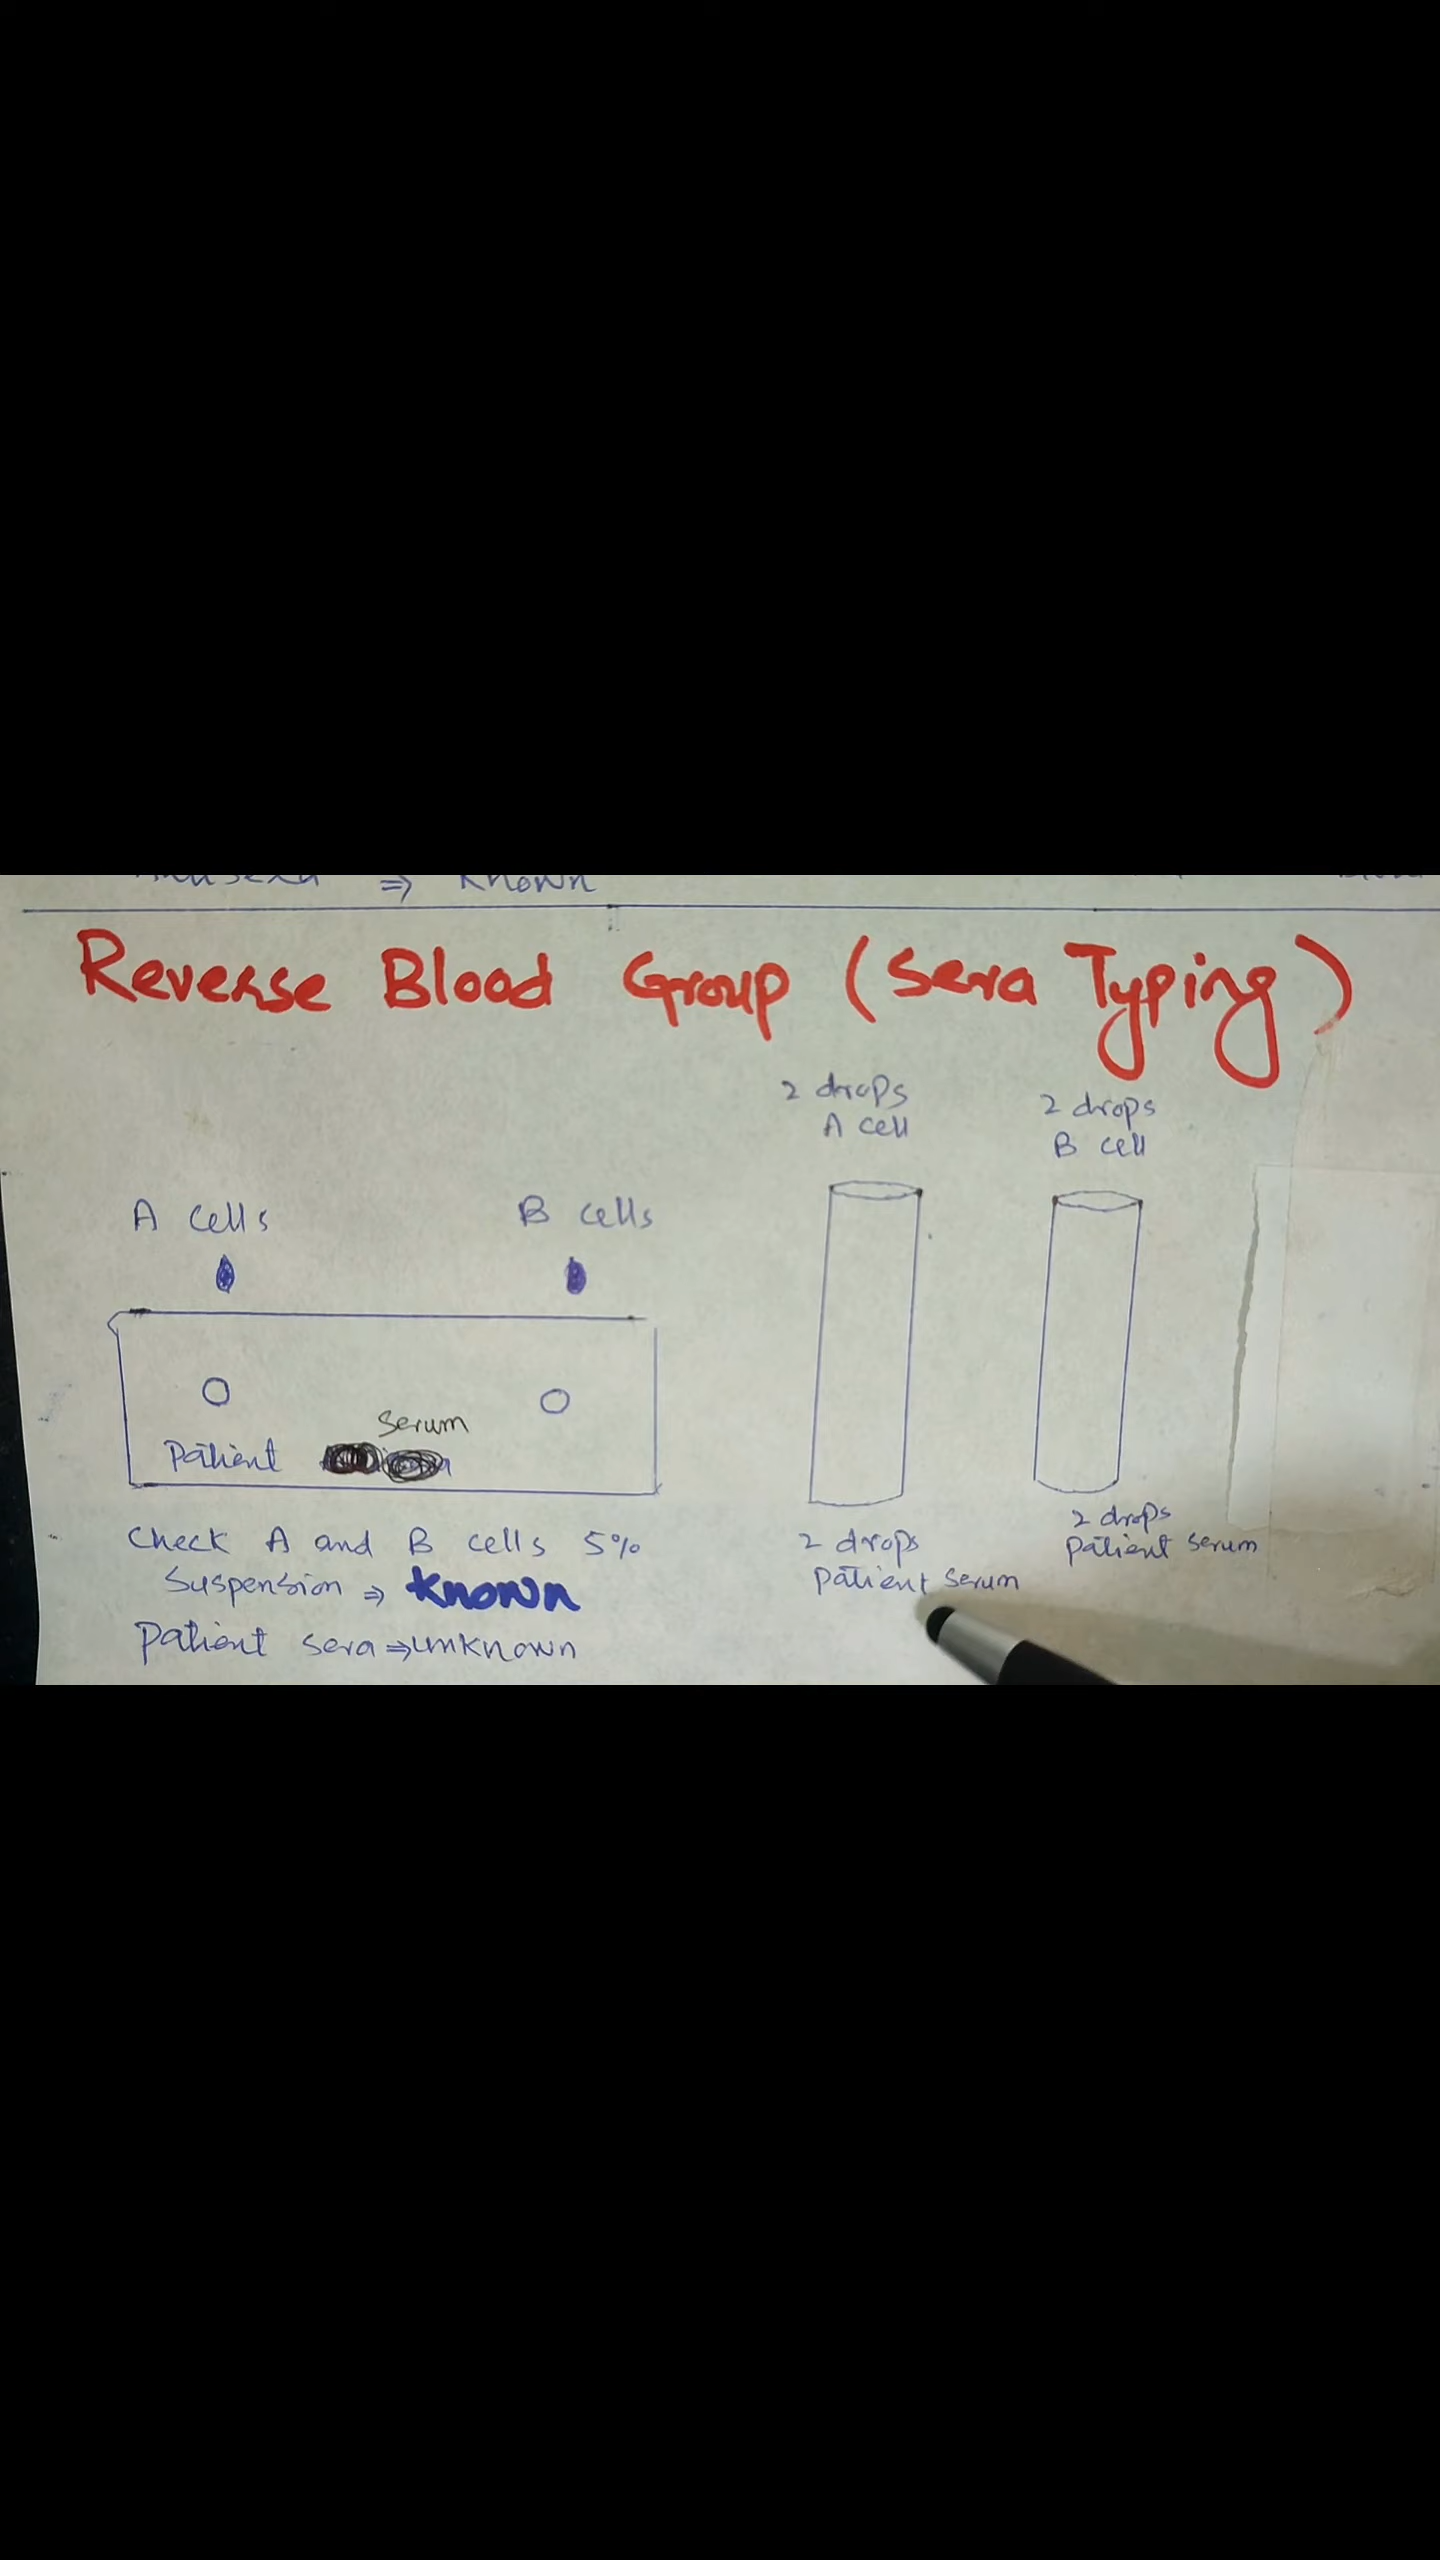 ⇒ Known
Reverse Blood Group (Sera Typing)
2 drops
A cell
2 drops
B cell
A cells
B cells
Serum
Patient
Check A and B cells 5%
Suspension ⇒ Known
Patient sera ⇒ unknown
2 drops
Patient serum
2 drops
Patient serum